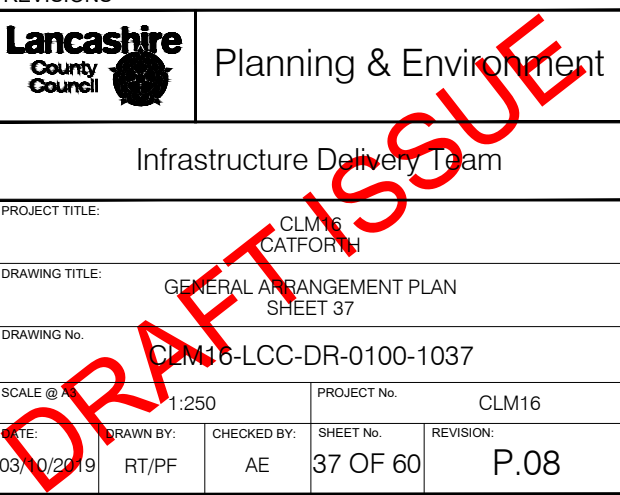 REVISIONS
Lancashire
County
Council
Planning & Environment
Infrastructure Delivery Team
PROJECT TITLE:
CLM16
CATFORTH
DRAWING TITLE:
GENERAL ARRANGEMENT PLAN
SHEET 37
DRAWING No.
CLM16-LCC-DR-0100-1037
SCALE @ A3
1:250
PROJECT No.
CLM16
DATE:
03/10/2019
DRAWN BY:
RT/PF
CHECKED BY:
AE
SHEET No.
37 OF 60
REVISION:
P.08
DRAFT ISSUE